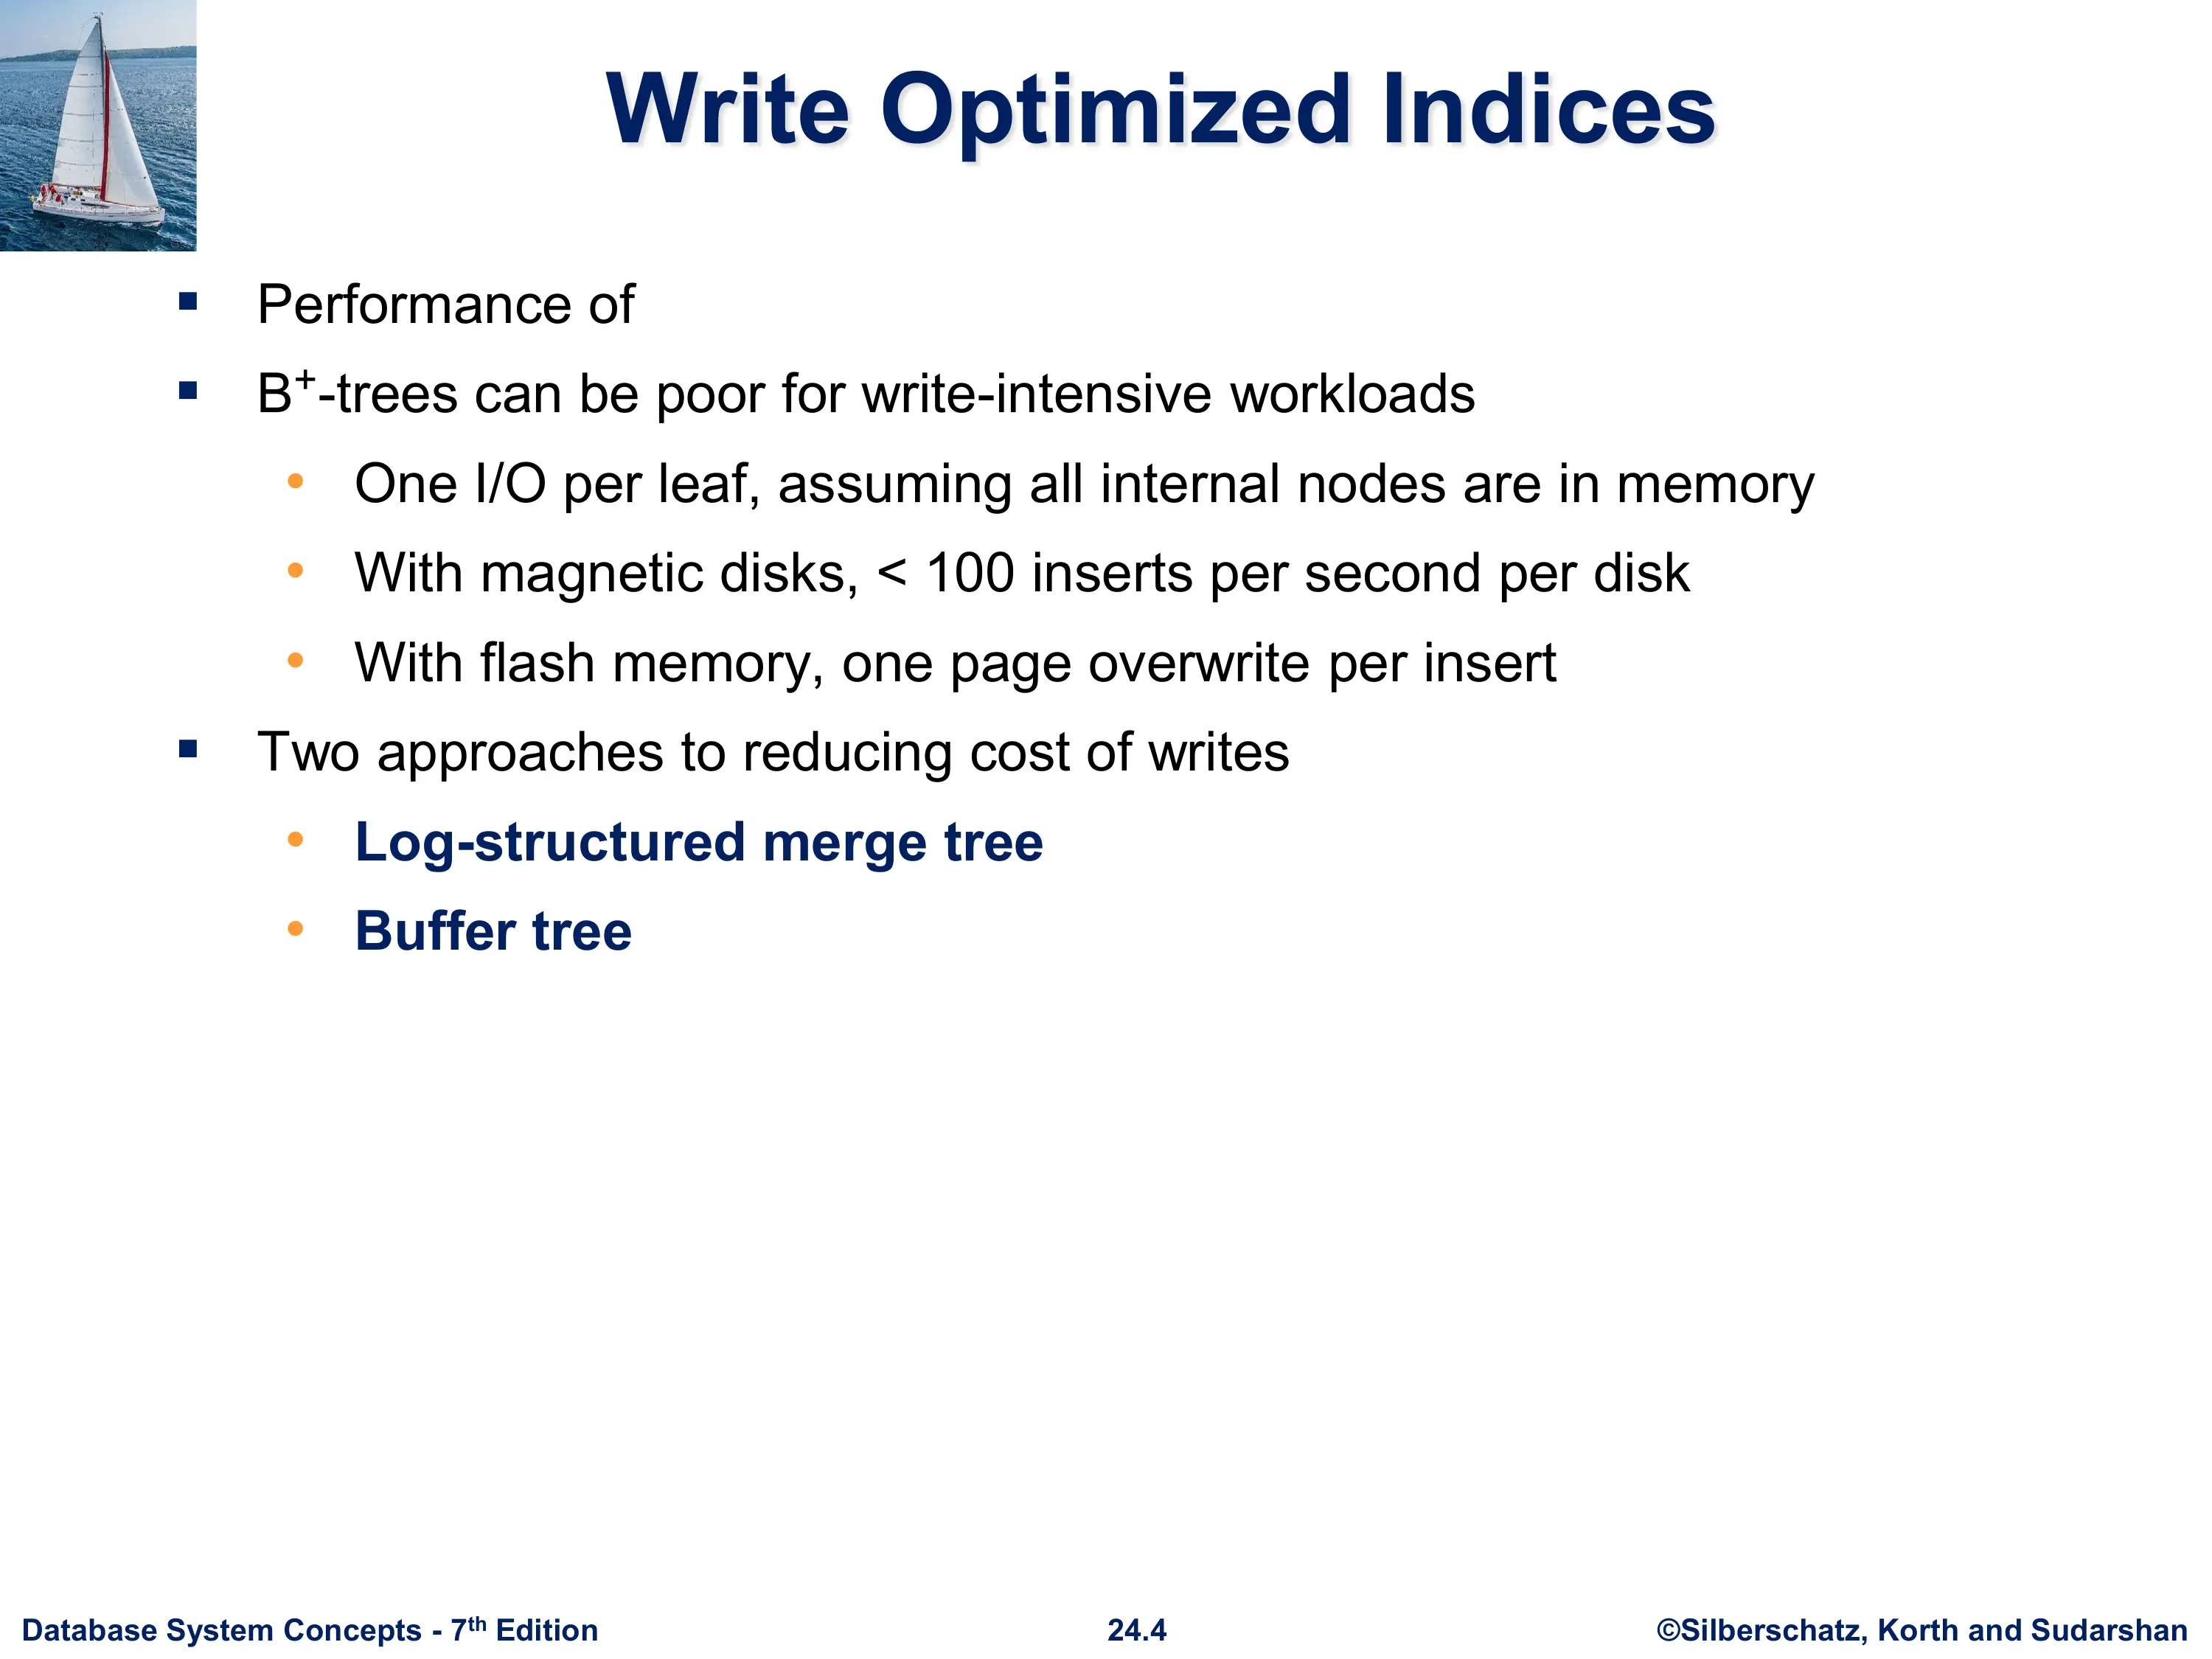 Write Optimized Indices
▪ Performance of
▪ B⁺-trees can be poor for write-intensive workloads
• One I/O per leaf, assuming all internal nodes are in memory
• With magnetic disks, < 100 inserts per second per disk
• With flash memory, one page overwrite per insert
▪ Two approaches to reducing cost of writes
• Log-structured merge tree
• Buffer tree
Database System Concepts - 7th Edition
24.4
©Silberschatz, Korth and Sudarshan